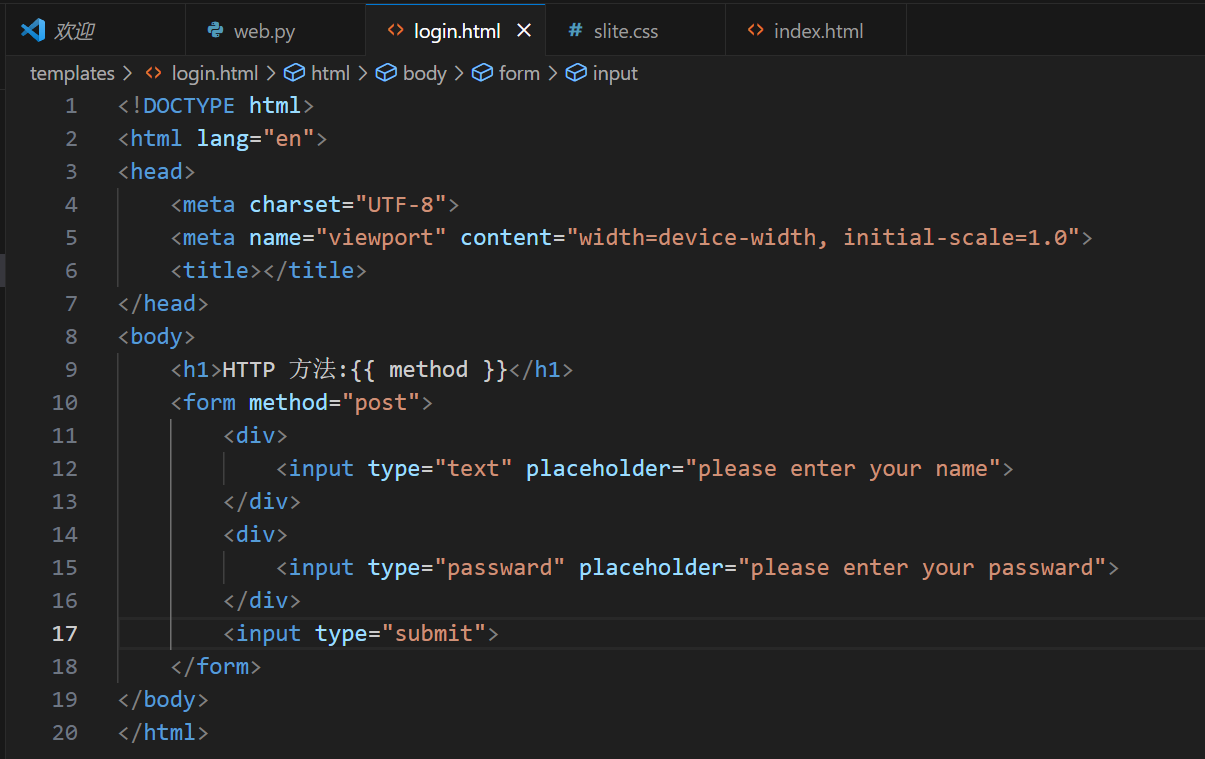 欢迎 web.py login.html slite.css index.html
templates > login.html > html > body > form > input
1 <!DOCTYPE html>
2 <html lang="en">
3 <head>
4     <meta charset="UTF-8">
5     <meta name="viewport" content="width=device-width, initial-scale=1.0">
6     <title></title>
7 </head>
8 <body>
9     <h1>HTTP 方法:{{ method }}</h1>
10     <form method="post">
11         <div>
12             <input type="text" placeholder="please enter your name">
13         </div>
14         <div>
15             <input type="passward" placeholder="please enter your passward">
16         </div>
17         <input type="submit">
18     </form>
19 </body>
20 </html>